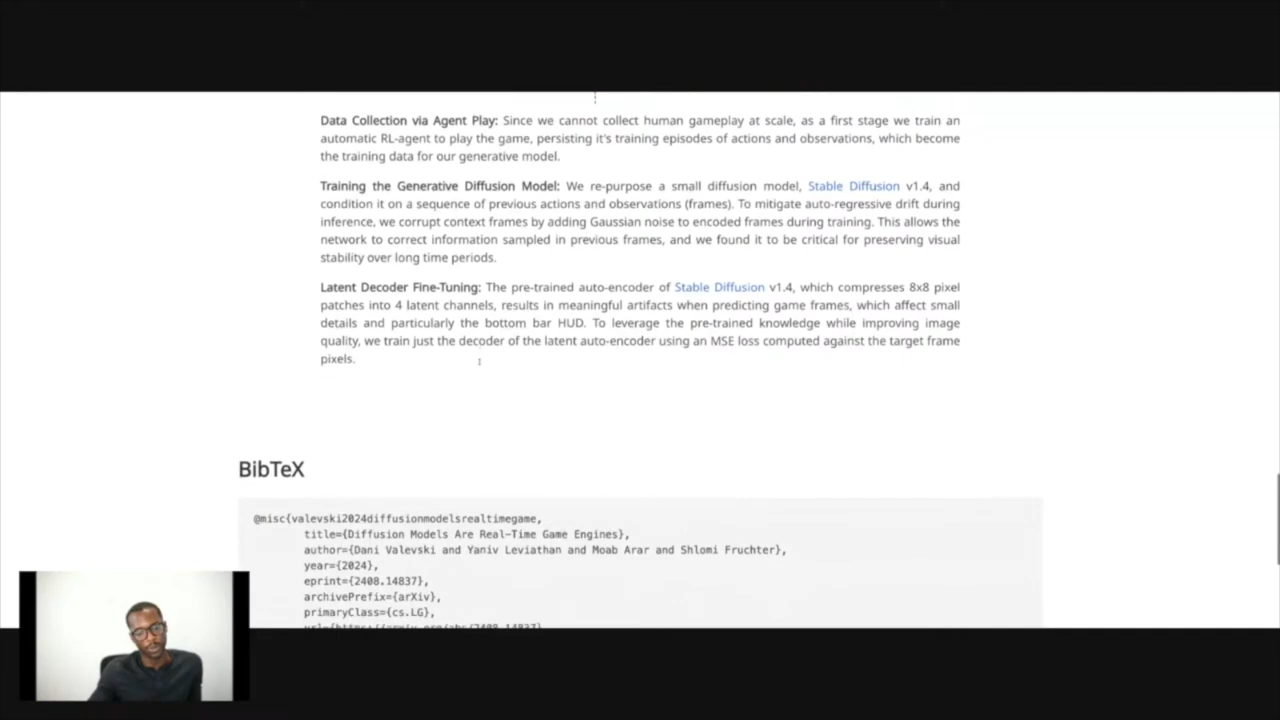 Data Collection via Agent Play: Since we cannot collect human gameplay at scale, as a first stage we train an
automatic RL-agent to play the game, persisting it's training episodes of actions and observations, which become
the training data for our generative model.
Training the Generative Diffusion Model: We re-purpose a small diffusion model, Stable Diffusion v1.4, and
condition it on a sequence of previous actions and observations (frames). To mitigate auto-regressive drift during
inference, we corrupt context frames by adding Gaussian noise to encoded frames during training. This allows the
network to correct information sampled in previous frames, and we found it to be critical for preserving visual
stability over long time periods.
Latent Decoder Fine-Tuning: The pre-trained auto-encoder of Stable Diffusion v1.4, which compresses 8x8 pixel
patches into 4 latent channels, results in meaningful artifacts when predicting game frames, which affect small
details and particularly the bottom bar HUD. To leverage the pre-trained knowledge while improving image
quality, we train just the decoder of the latent auto-encoder using an MSE loss computed against the target frame
pixels.
BibTeX
@misc{valevski2024diffusionmodelsrealtimegame,
title={Diffusion Models Are Real-Time Game Engines},
author={Dani Valevski and Yaniv Leviathan and Moab Arar and Shlomi Fruchter},
year={2024},
eprint={2408.14837},
archivePrefix={arXiv},
primaryClass={cs.LG},
url={https://arxiv.org/abs/2408.14837}